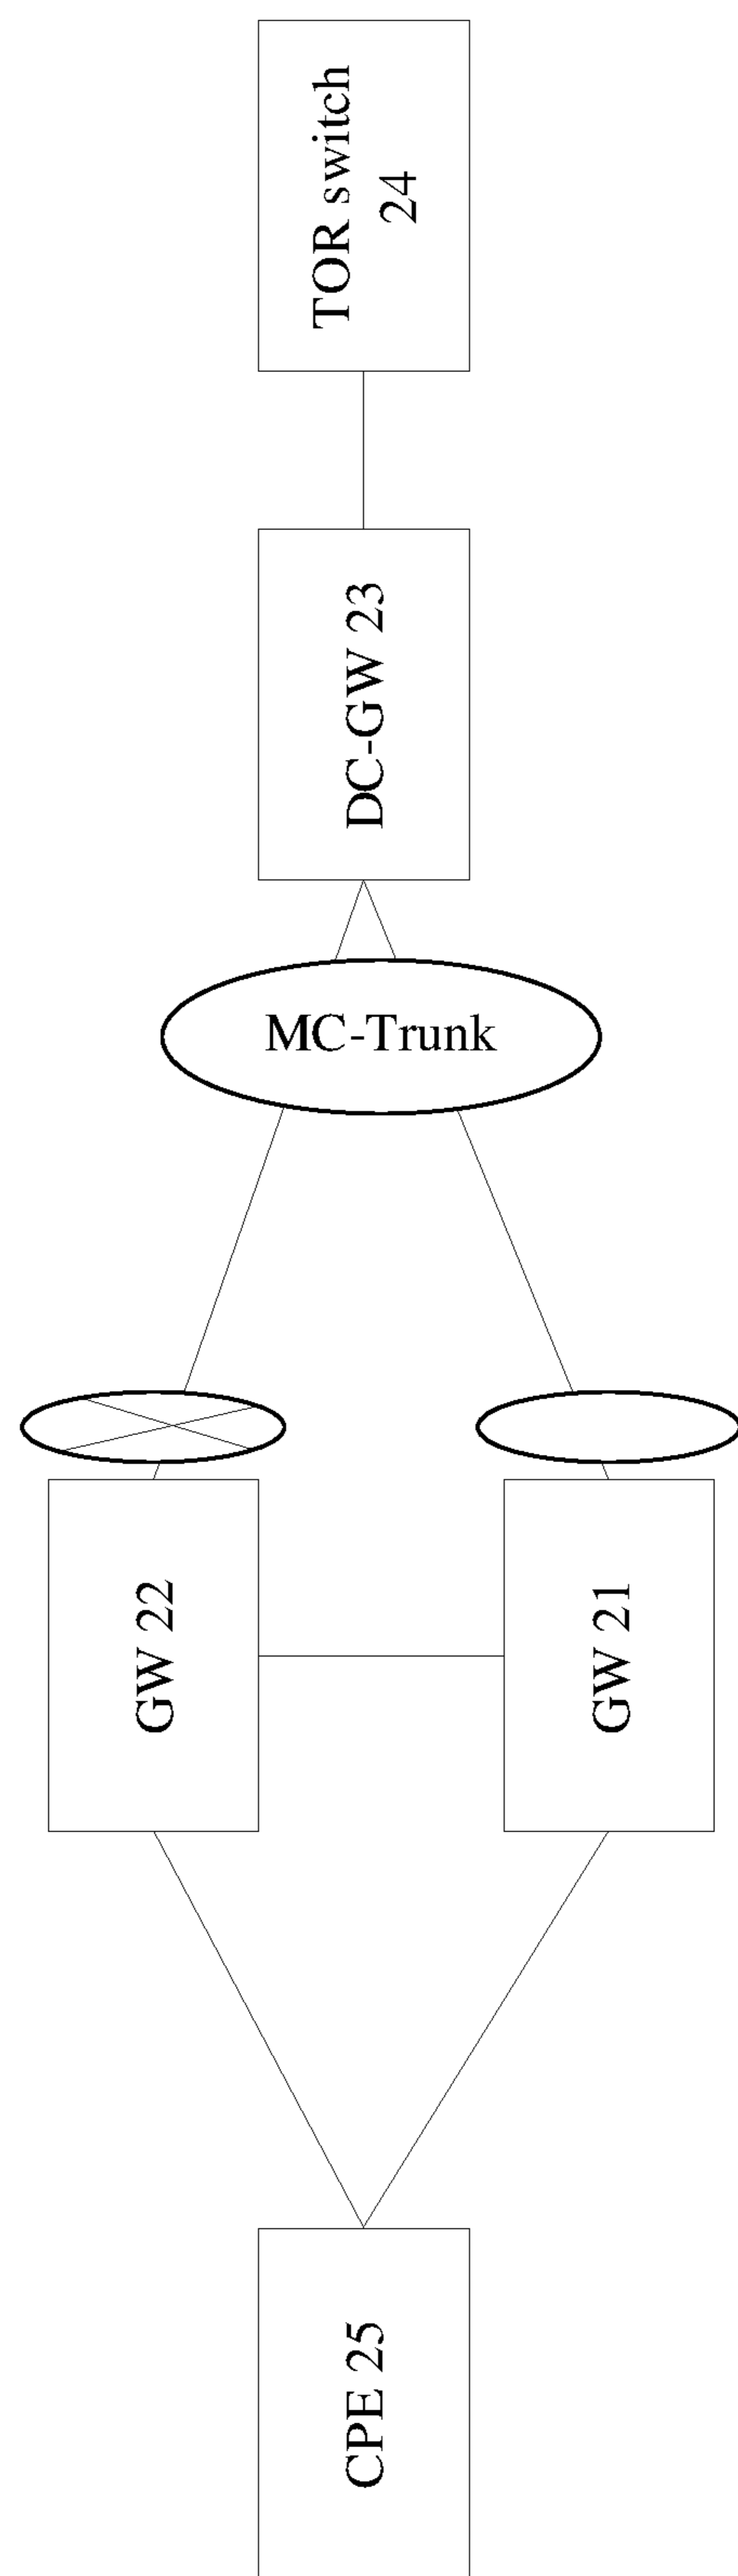 TOR switch
24
DC-GW 23
MC-Trunk
GW 22
GW 21
CPE 25